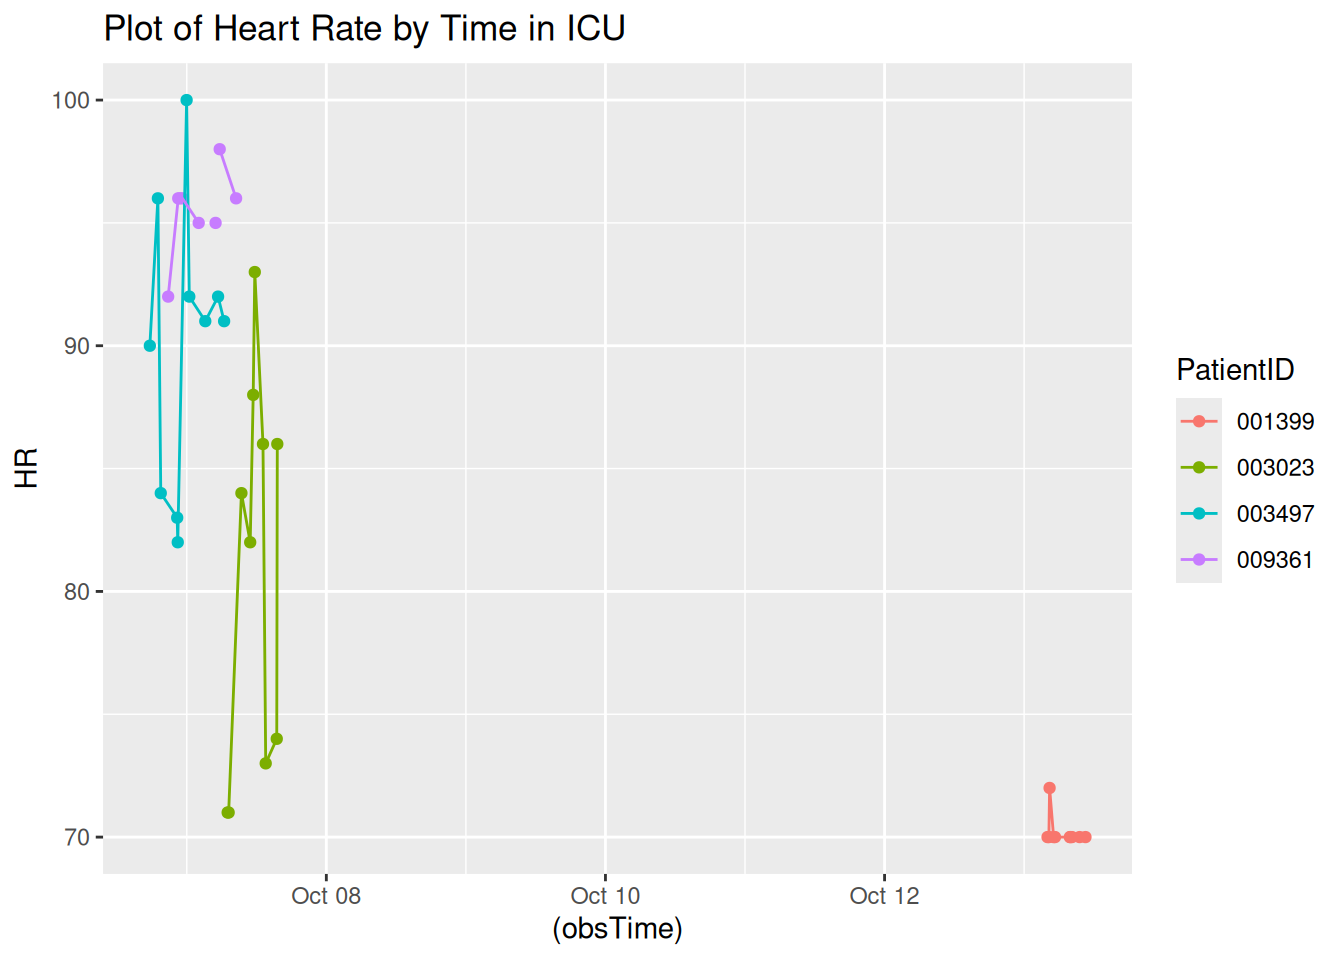 Plot of Heart Rate by Time in ICU
100
90
80
70
HR
Oct 08
Oct 10
Oct 12
(obsTime)
PatientID
001399
003023
003497
009361